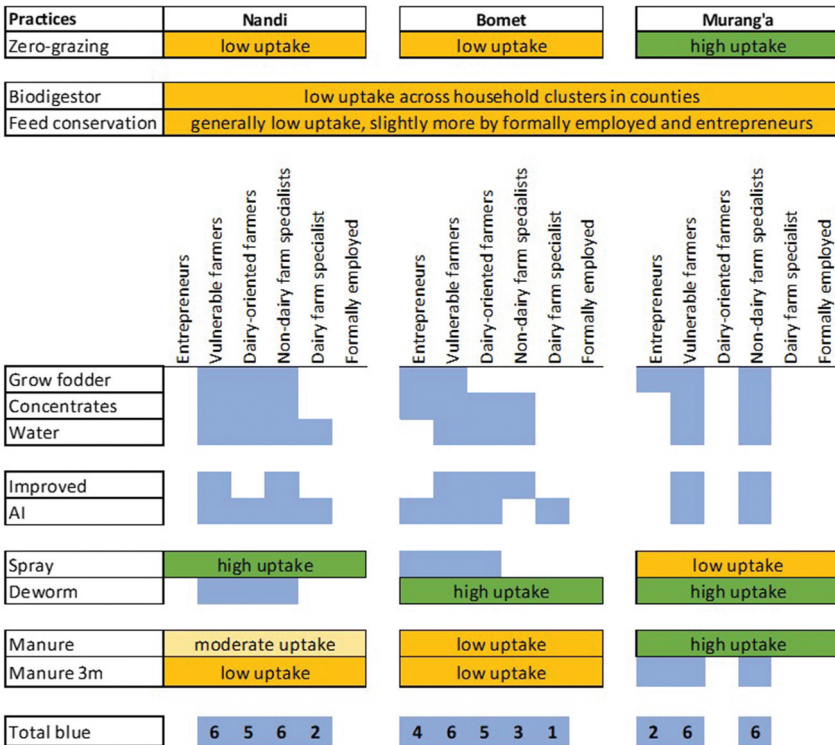 Practices Nandi Bomet Murang'a
Zero-grazing low uptake low uptake high uptake
Biodigestor low uptake across household clusters in counties
Feed conservation generally low uptake, slightly more by formally employed and entrepreneurs
Entrepreneurs Vulnerable farmers Dairy-oriented farmers Non-dairy farm specialists Dairy farm specialist Formally employed Entrepreneurs Vulnerable farmers Dairy-oriented farmers Non-dairy farm specialists Dairy farm specialist Formally employed Entrepreneurs Vulnerable farmers Dairy-oriented farmers Non-dairy farm specialists Dairy farm specialist Formally employed
Grow fodder
Concentrates
Water
Improved
AI
Spray high uptake low uptake
Deworm high uptake high uptake
Manure moderate uptake low uptake high uptake
Manure 3m low uptake low uptake
Total blue 6 5 6 2 4 6 5 3 1 2 6 6